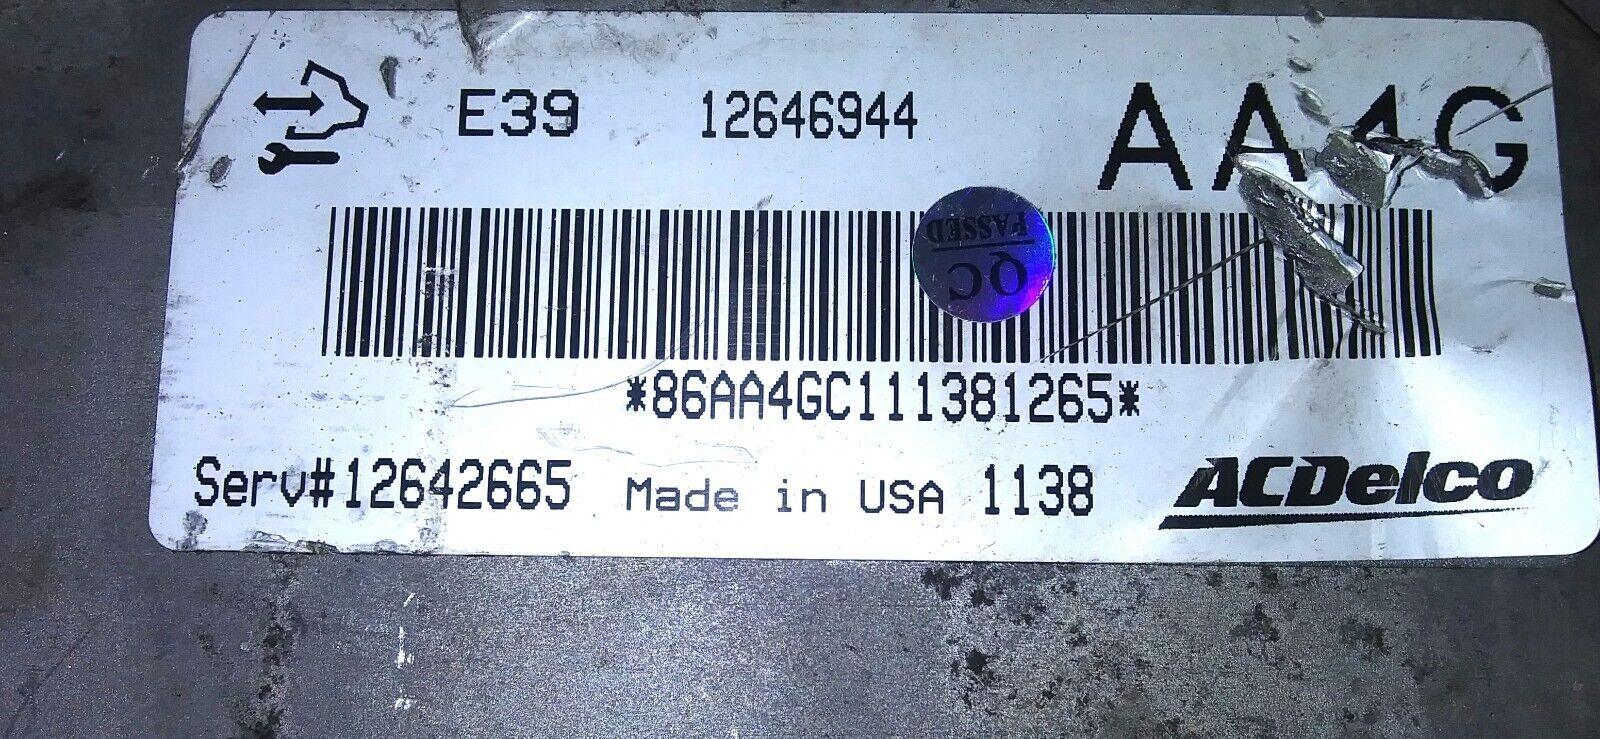 E39 12646944 AA4G
QC
PASSED
*86AA4GC111381265*
Serv#12642665 Made in USA 1138 ACDelco